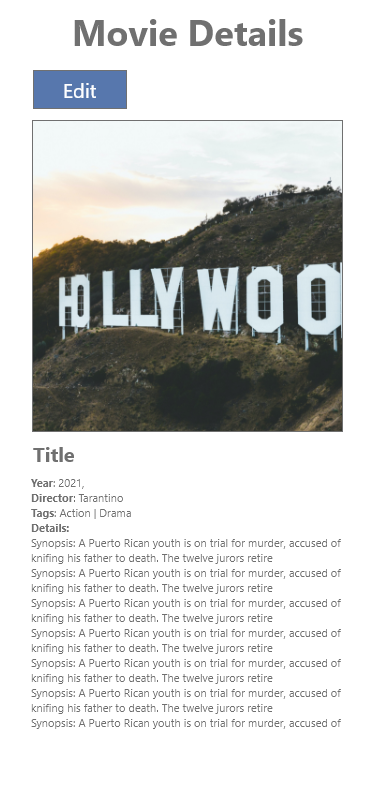 Movie Details
Edit
HOLLYWOO
Title
Year: 2021,
Director: Tarantino
Tags: Action | Drama
Details:
Synopsis: A Puerto Rican youth is on trial for murder, accused of
knifing his father to death. The twelve jurors retire
Synopsis: A Puerto Rican youth is on trial for murder, accused of
knifing his father to death. The twelve jurors retire
Synopsis: A Puerto Rican youth is on trial for murder, accused of
knifing his father to death. The twelve jurors retire
Synopsis: A Puerto Rican youth is on trial for murder, accused of
knifing his father to death. The twelve jurors retire
Synopsis: A Puerto Rican youth is on trial for murder, accused of
knifing his father to death. The twelve jurors retire
Synopsis: A Puerto Rican youth is on trial for murder, accused of
knifing his father to death. The twelve jurors retire
Synopsis: A Puerto Rican youth is on trial for murder, accused of